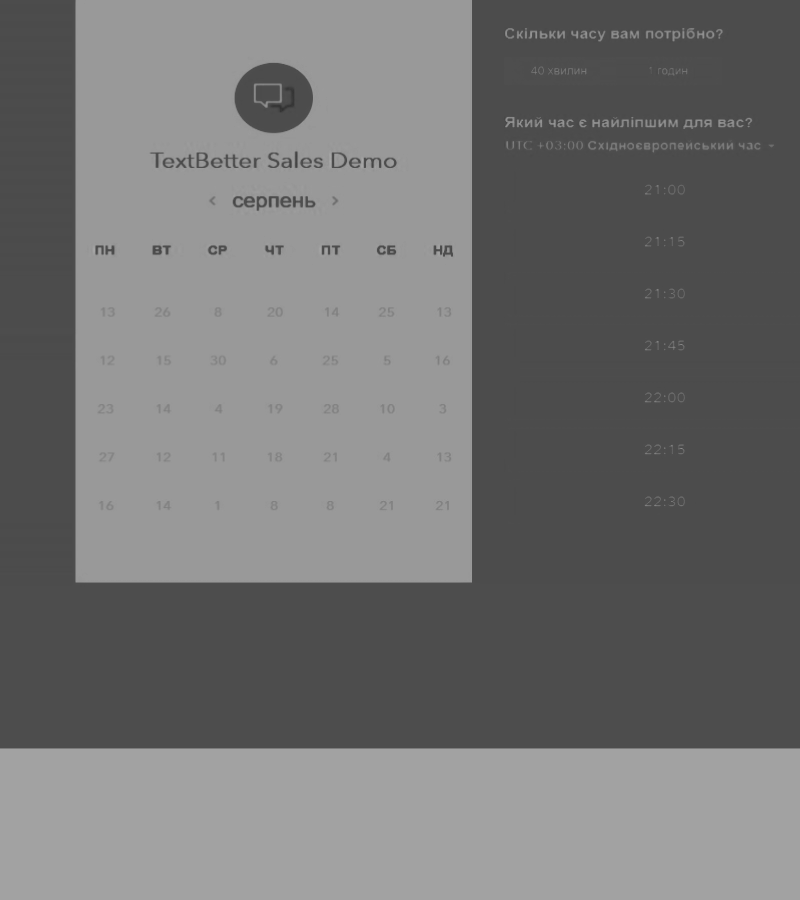 TextBetter Sales Demo
серпень
ПН ВТ СР ЧТ ПТ СБ НД
13 26 8 20 14 25 13
12 15 30 6 25 5 16
23 14 4 19 28 10 3
27 12 11 18 21 4 13
16 14 1 8 8 21 21
Скільки часу вам потрібно?
40 хвилин 1 годин
Який час є найліпшим для вас?
UTC +03:00 Східноєвропейський час
21:00
21:15
21:30
21:45
22:00
22:15
22:30